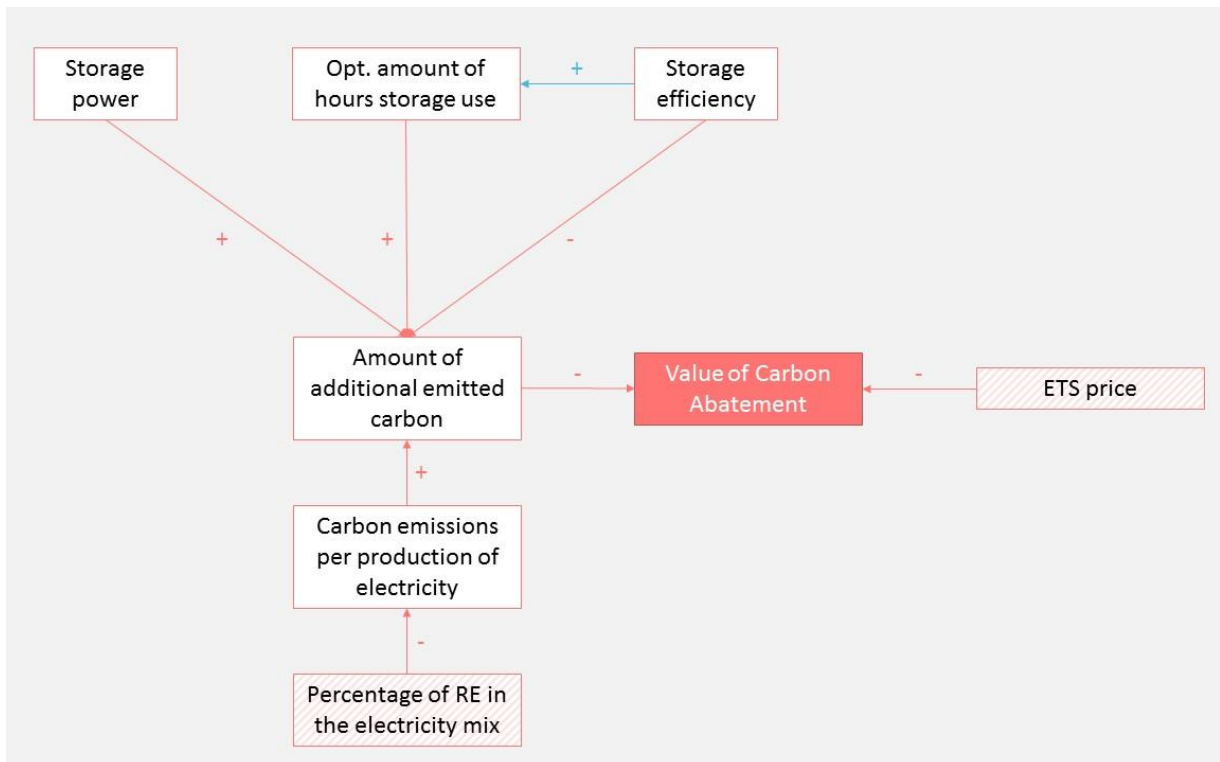 Storage
power
Opt. amount of
hours storage use
+
Storage
efficiency
+
+
-
Amount of
additional emitted
carbon
-
Value of Carbon
Abatement
-
ETS price
+
Carbon emissions
per production of
electricity
-
Percentage of RE in
the electricity mix